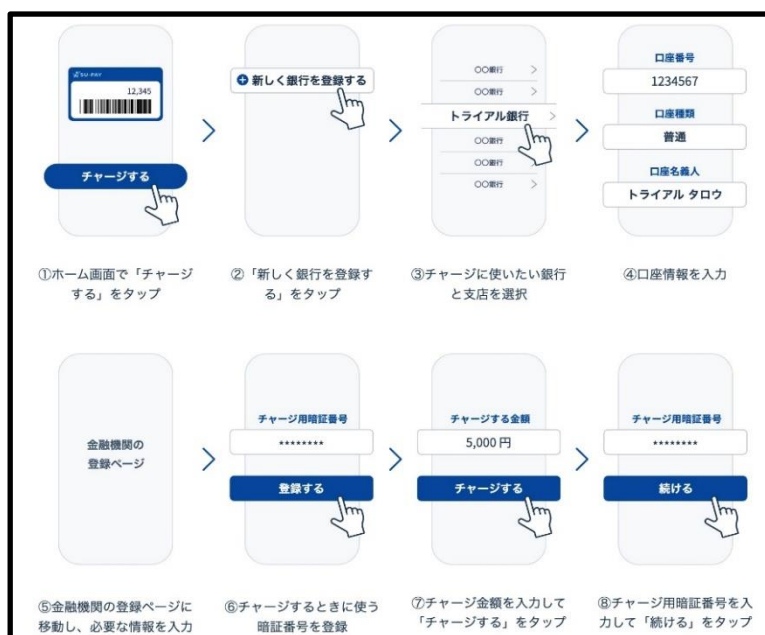 SU-PAY
12,345
チャージする
①ホーム画面で「チャージ
する」をタップ
新しく銀行を登録する
②「新しく銀行を登録す
る」をタップ
〇〇銀行
〇〇銀行
トライアル銀行
〇〇銀行
〇〇銀行
〇〇銀行
③チャージに使いたい銀行
と支店を選択
口座番号
1234567
口座種類
普通
口座名義人
トライアル タロウ
④口座情報を入力
金融機関の
登録ページ
⑤金融機関の登録ページに
移動し、必要な情報を入力
チャージ用暗証番号
********
登録する
⑥チャージするときに使う
暗証番号を登録
チャージする金額
5,000 円
チャージする
⑦チャージ金額を入力して
「チャージする」をタップ
チャージ用暗証番号
********
続ける
⑧チャージ用暗証番号を入
力して「続ける」をタップ